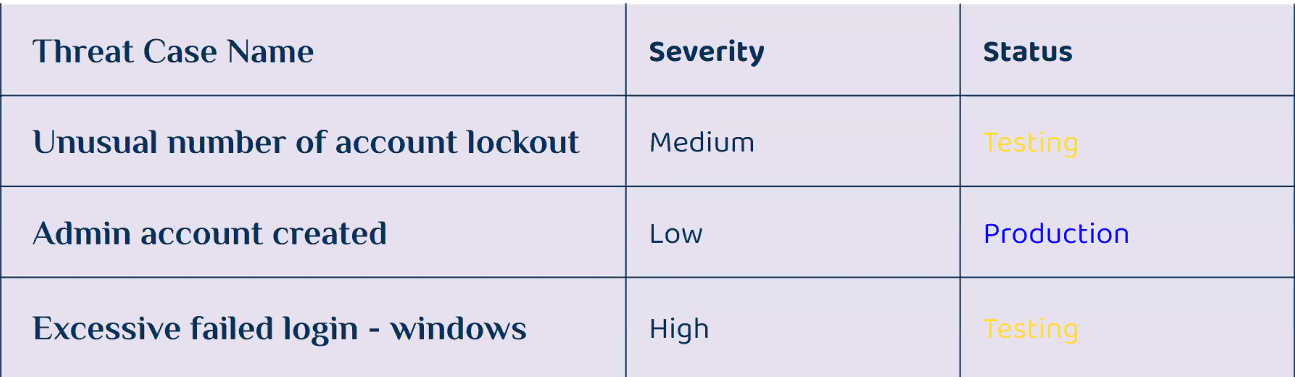 Threat Case Name Severity Status
Unusual number of account lockout Medium Testing
Admin account created Low Production
Excessive failed login - windows High Testing